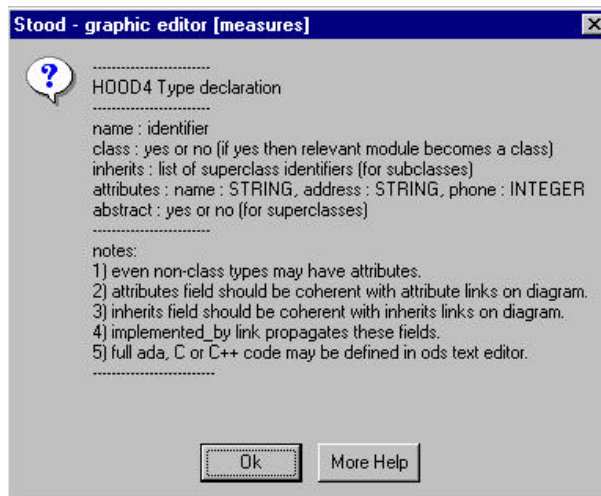 Stood - graphic editor [measures]
------------------------
HOOD4 Type declaration
------------------------
name : identifier
class : yes or no (if yes then relevant module becomes a class)
inherits : list of superclass identifiers (for subclasses)
attributes : name : STRING, address : STRING, phone : INTEGER
abstract : yes or no (for superclasses)
------------------------
notes:
1) even non-class types may have attributes.
2) attributes field should be coherent with attribute links on diagram.
3) inherits field should be coherent with inherits links on diagram.
4) implemented_by link propagates these fields.
5) full ada, C or C++ code may be defined in ods text editor.
-------------------------
Ok
More Help